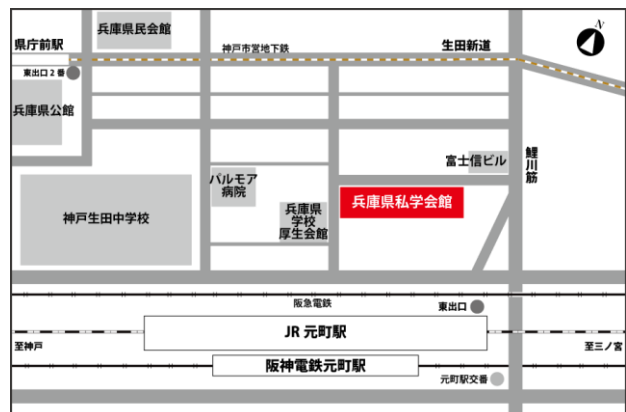 兵庫県民会館
N
県庁前駅
神戸市営地下鉄
生田新道
東出口2番
兵庫県公館
富士信ビル
鯉川筋
パルモア
病院
兵庫県私学会館
兵庫県
学校
厚生会館
神戸生田中学校
阪急電鉄
東出口
JR 元町駅
至神戸
至三ノ宮
阪神電鉄元町駅
元町駅交番